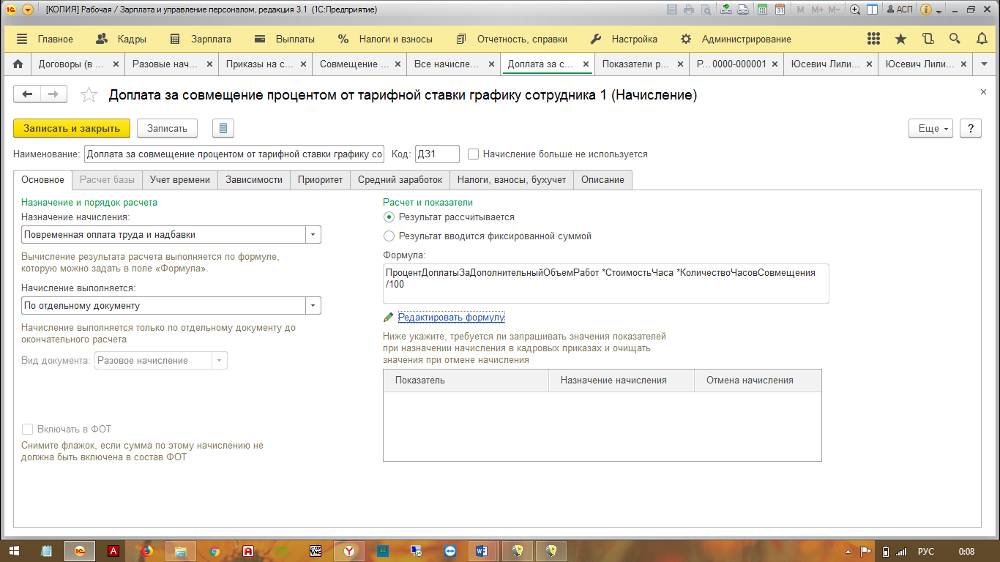 [КОПИЯ] Рабочая / Зарплата и управление персоналом, редакция 3.1 (1С:Предприятие)
M M+ M- АСП
Главное Кадры Зарплата Выплаты Налоги и взносы Отчетность, справки Настройка Администрирование
Договоры (в ... Разовые нач... Приказы на с... Совмещение ... Все начисле... Доплата за с... Показатели р... Р... 0000-000001 Юсевич Лили... Юсевич Лили...
Доплата за совмещение процентом от тарифной ставки графику сотрудника 1 (Начисление)
Записать и закрыть Записать Еще ?
Наименование: Доплата за совмещение процентом от тарифной ставки графику со Код: ДЗ1 Начисление больше не используется
Основное Расчет базы Учет времени Зависимости Приоритет Средний заработок Налоги, взносы, бухучет Описание
Назначение и порядок расчета
Назначение начисления:
Повременная оплата труда и надбавки
Вычисление результата расчета выполняется по формуле,
которую можно задать в поле «Формула».
Начисление выполняется:
По отдельному документу
Начисление выполняется только по отдельному документу до
окончательного расчета
Вид документа: Разовое начисление
Включать в ФОТ
Снимите флажок, если сумма по этому начислению не
должна быть включена в состав ФОТ
Расчет и показатели
Результат рассчитывается
Результат вводится фиксированной суммой
Формула:
ПроцентДоплатыЗаДополнительныйОбъемРабот *СтоимостьЧаса *КоличествоЧасовСовмещения
/100
Редактировать формулу
Ниже укажите, требуется ли запрашивать значения показателей
при назначении начисления в кадровых приказах и очищать
значения при отмене начисления
Показатель Назначение начисления Отмена начисления
РУС 0:08